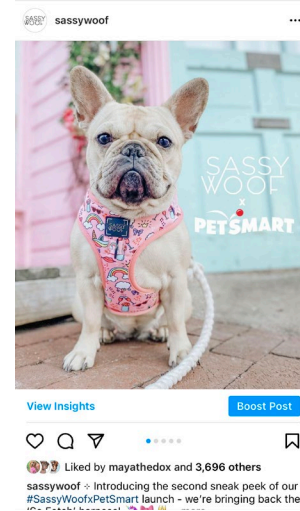 SASSY
WOOF
sassywoof
...
SASSY
WOOF
x
PETSMART
View Insights
Boost Post
Liked by mayathedox and 3,696 others
sassywoof ÷ Introducing the second sneak peek of our
#SassyWoofxPetSmart launch - we're bringing back the